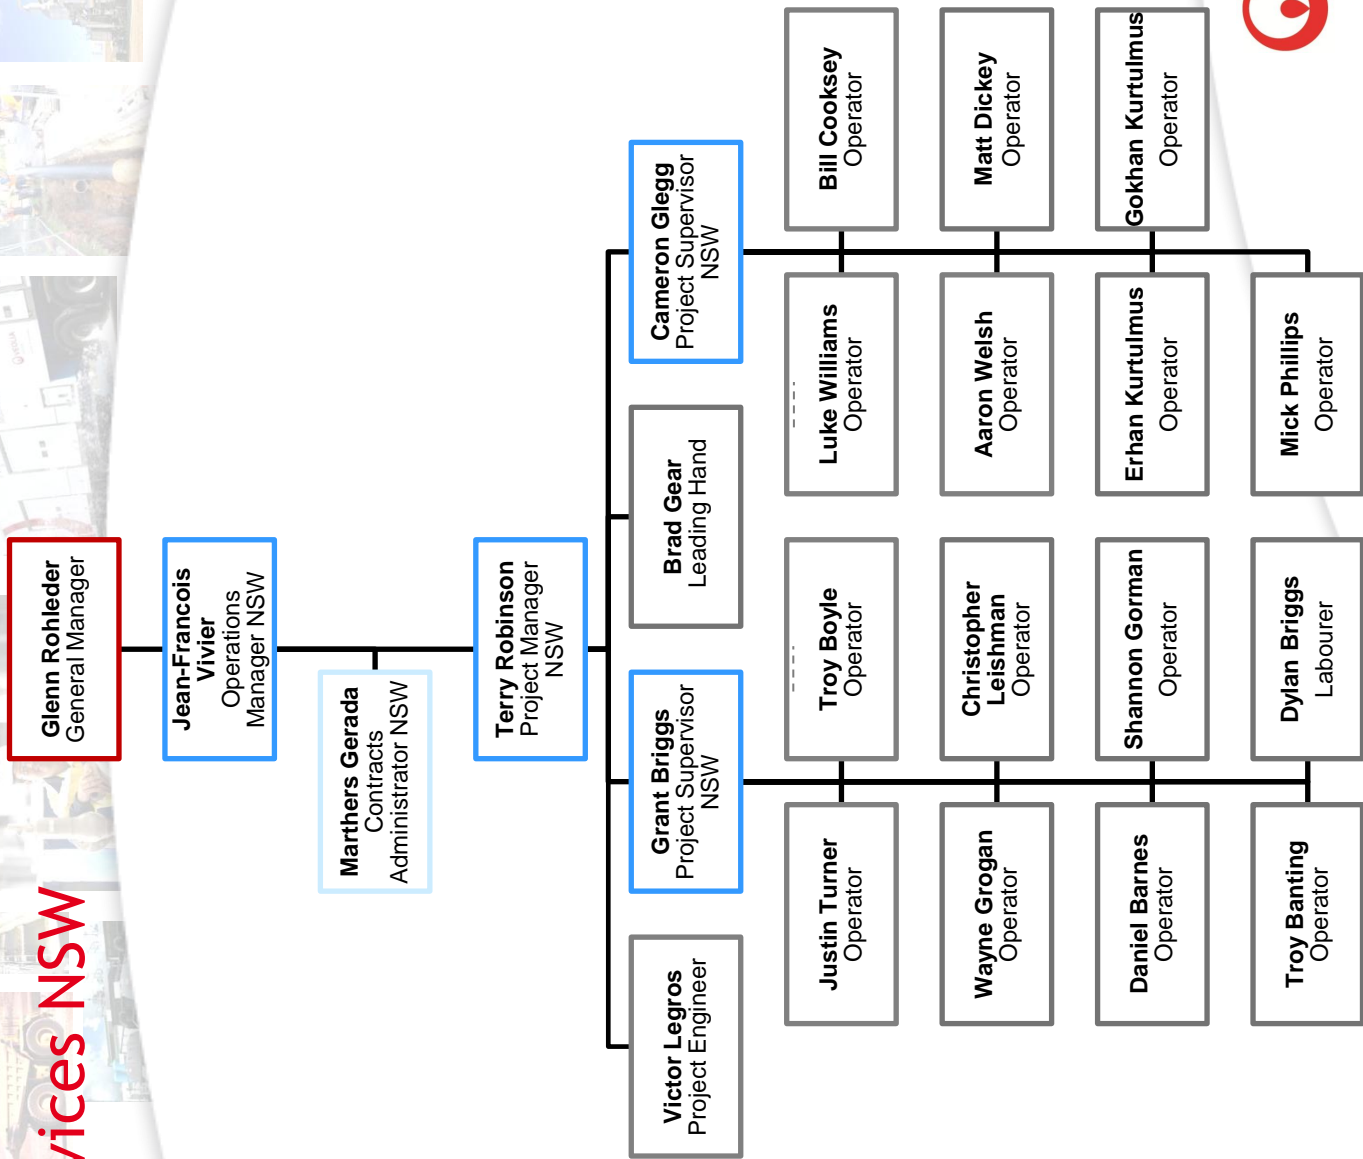 vices NSW
Glenn Rohleder
General Manager
Jean-Francois
Vivier
Operations
Manager NSW
Marthers Gerada
Contracts
Administrator NSW
Terry Robinson
Project Manager
NSW
Victor Legros
Project Engineer
Grant Briggs
Project Supervisor
NSW
Brad Gear
Leading Hand
Cameron Glegg
Project Supervisor
NSW
Justin Turner
Operator
Troy Boyle
Operator
Luke Williams
Operator
Bill Cooksey
Operator
Wayne Grogan
Operator
Christopher
Leishman
Operator
Aaron Welsh
Operator
Matt Dickey
Operator
Daniel Barnes
Operator
Shannon Gorman
Operator
Erhan Kurtulmus
Operator
Gokhan Kurtulmus
Operator
Troy Banting
Operator
Dylan Briggs
Labourer
Mick Phillips
Operator